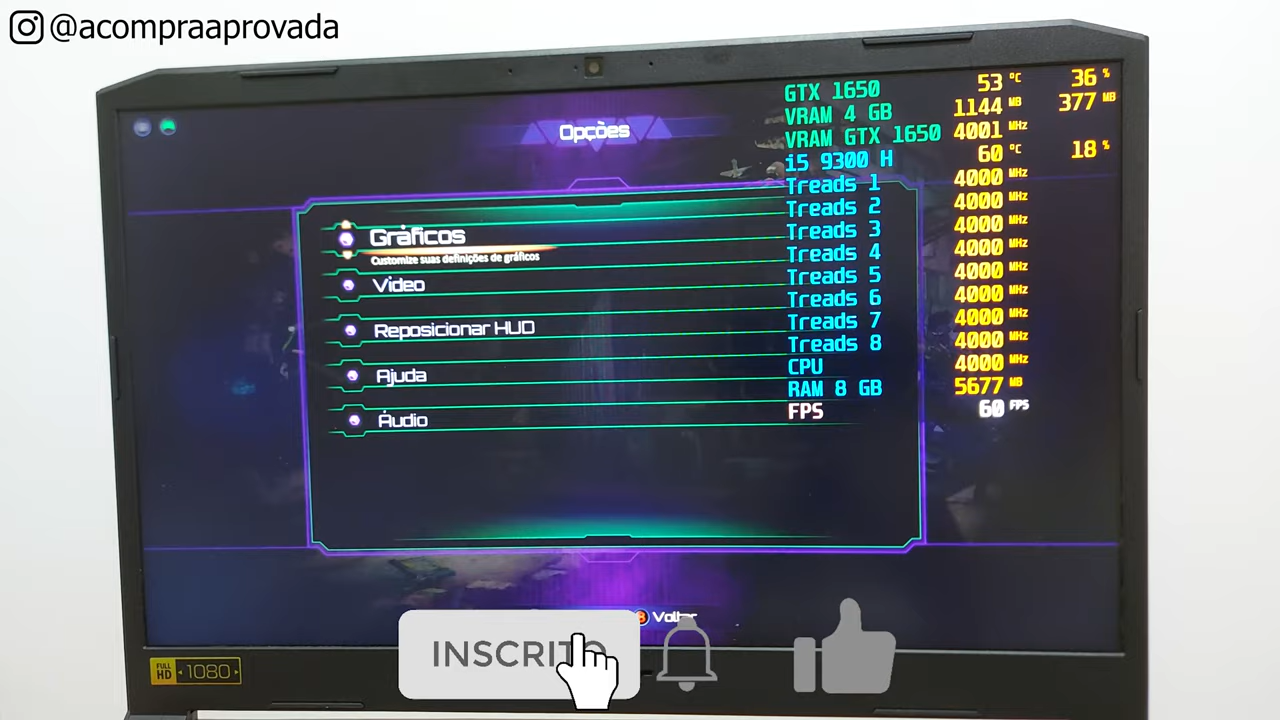 @acompraaprovada
Opções
Gráficos
Customize suas definições de gráficos
Video
Reposicionar HUD
Ajuda
Áudio
GTX 1650 53 °C 36 %
VRAM 4 GB 1144 MB 377 MB
VRAM GTX 1650 4001 MHz
i5 9300 H 60 °C 18 %
Treads 1 4000 MHz
Treads 2 4000 MHz
Treads 3 4000 MHz
Treads 4 4000 MHz
Treads 5 4000 MHz
Treads 6 4000 MHz
Treads 7 4000 MHz
Treads 8 4000 MHz
CPU 4000 MHz
RAM 8 GB 5677 MB
FPS 60 FPS
Voltar
INSCRITO
FULL HD 1080